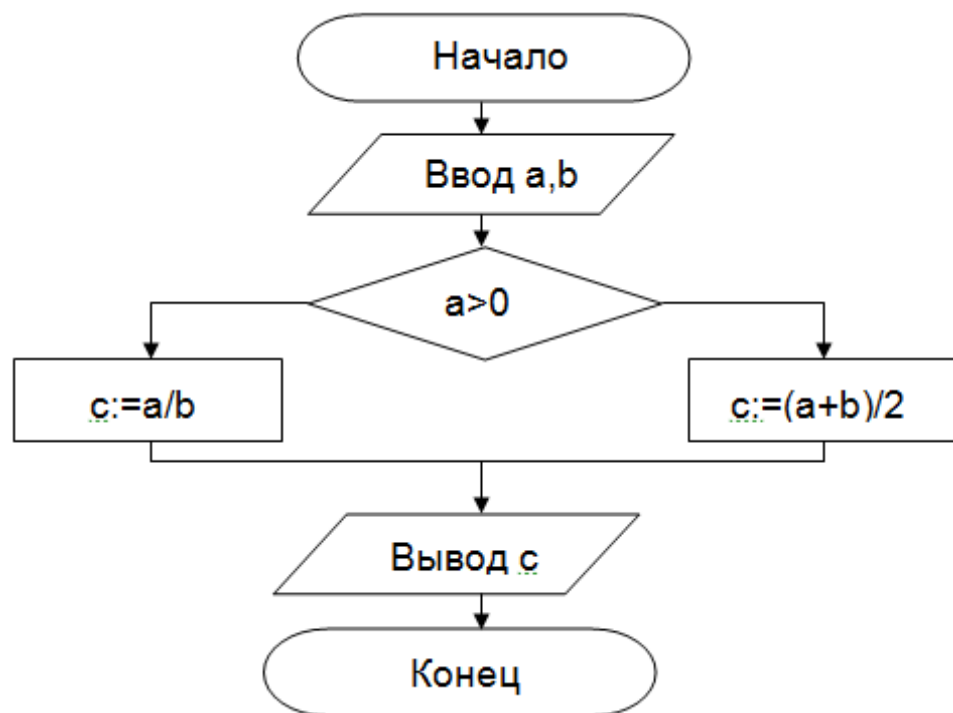 Начало
Ввод a,b
a>0
c:=a/b
c:=(a+b)/2
Вывод c
Конец